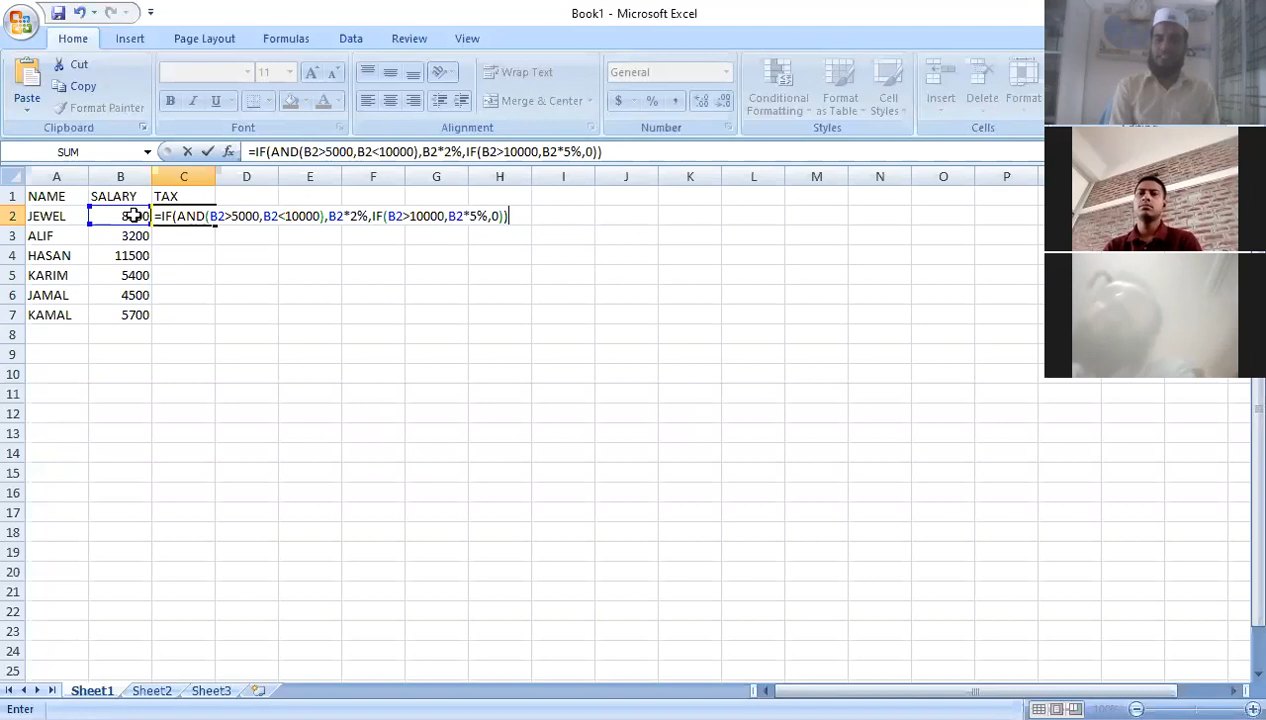 Book1 - Microsoft Excel
Home Insert Page Layout Formulas Data Review View
Cut
Copy
Format Painter
Paste
Clipboard
11
B I U
Font
Wrap Text
Merge & Center
Alignment
General
$ %
Number
Conditional Formatting
Format as Table
Cell Styles
Styles
Insert Delete Format
Cells
SUM =IF(AND(B2>5000,B2<10000),B2*2%,IF(B2>10000,B2*5%,0))
A B C D E F G H I J K L M N O P
1 NAME SALARY TAX
2 JEWEL =IF(AND(B2>5000,B2<10000),B2*2%,IF(B2>10000,B2*5%,0))
3 ALIF 3200
4 HASAN 11500
5 KARIM 5400
6 JAMAL 4500
7 KAMAL 5700
8
9
10
11
12
13
14
15
16
17
18
19
20
21
22
23
24
25
Sheet1 Sheet2 Sheet3
Enter 100%